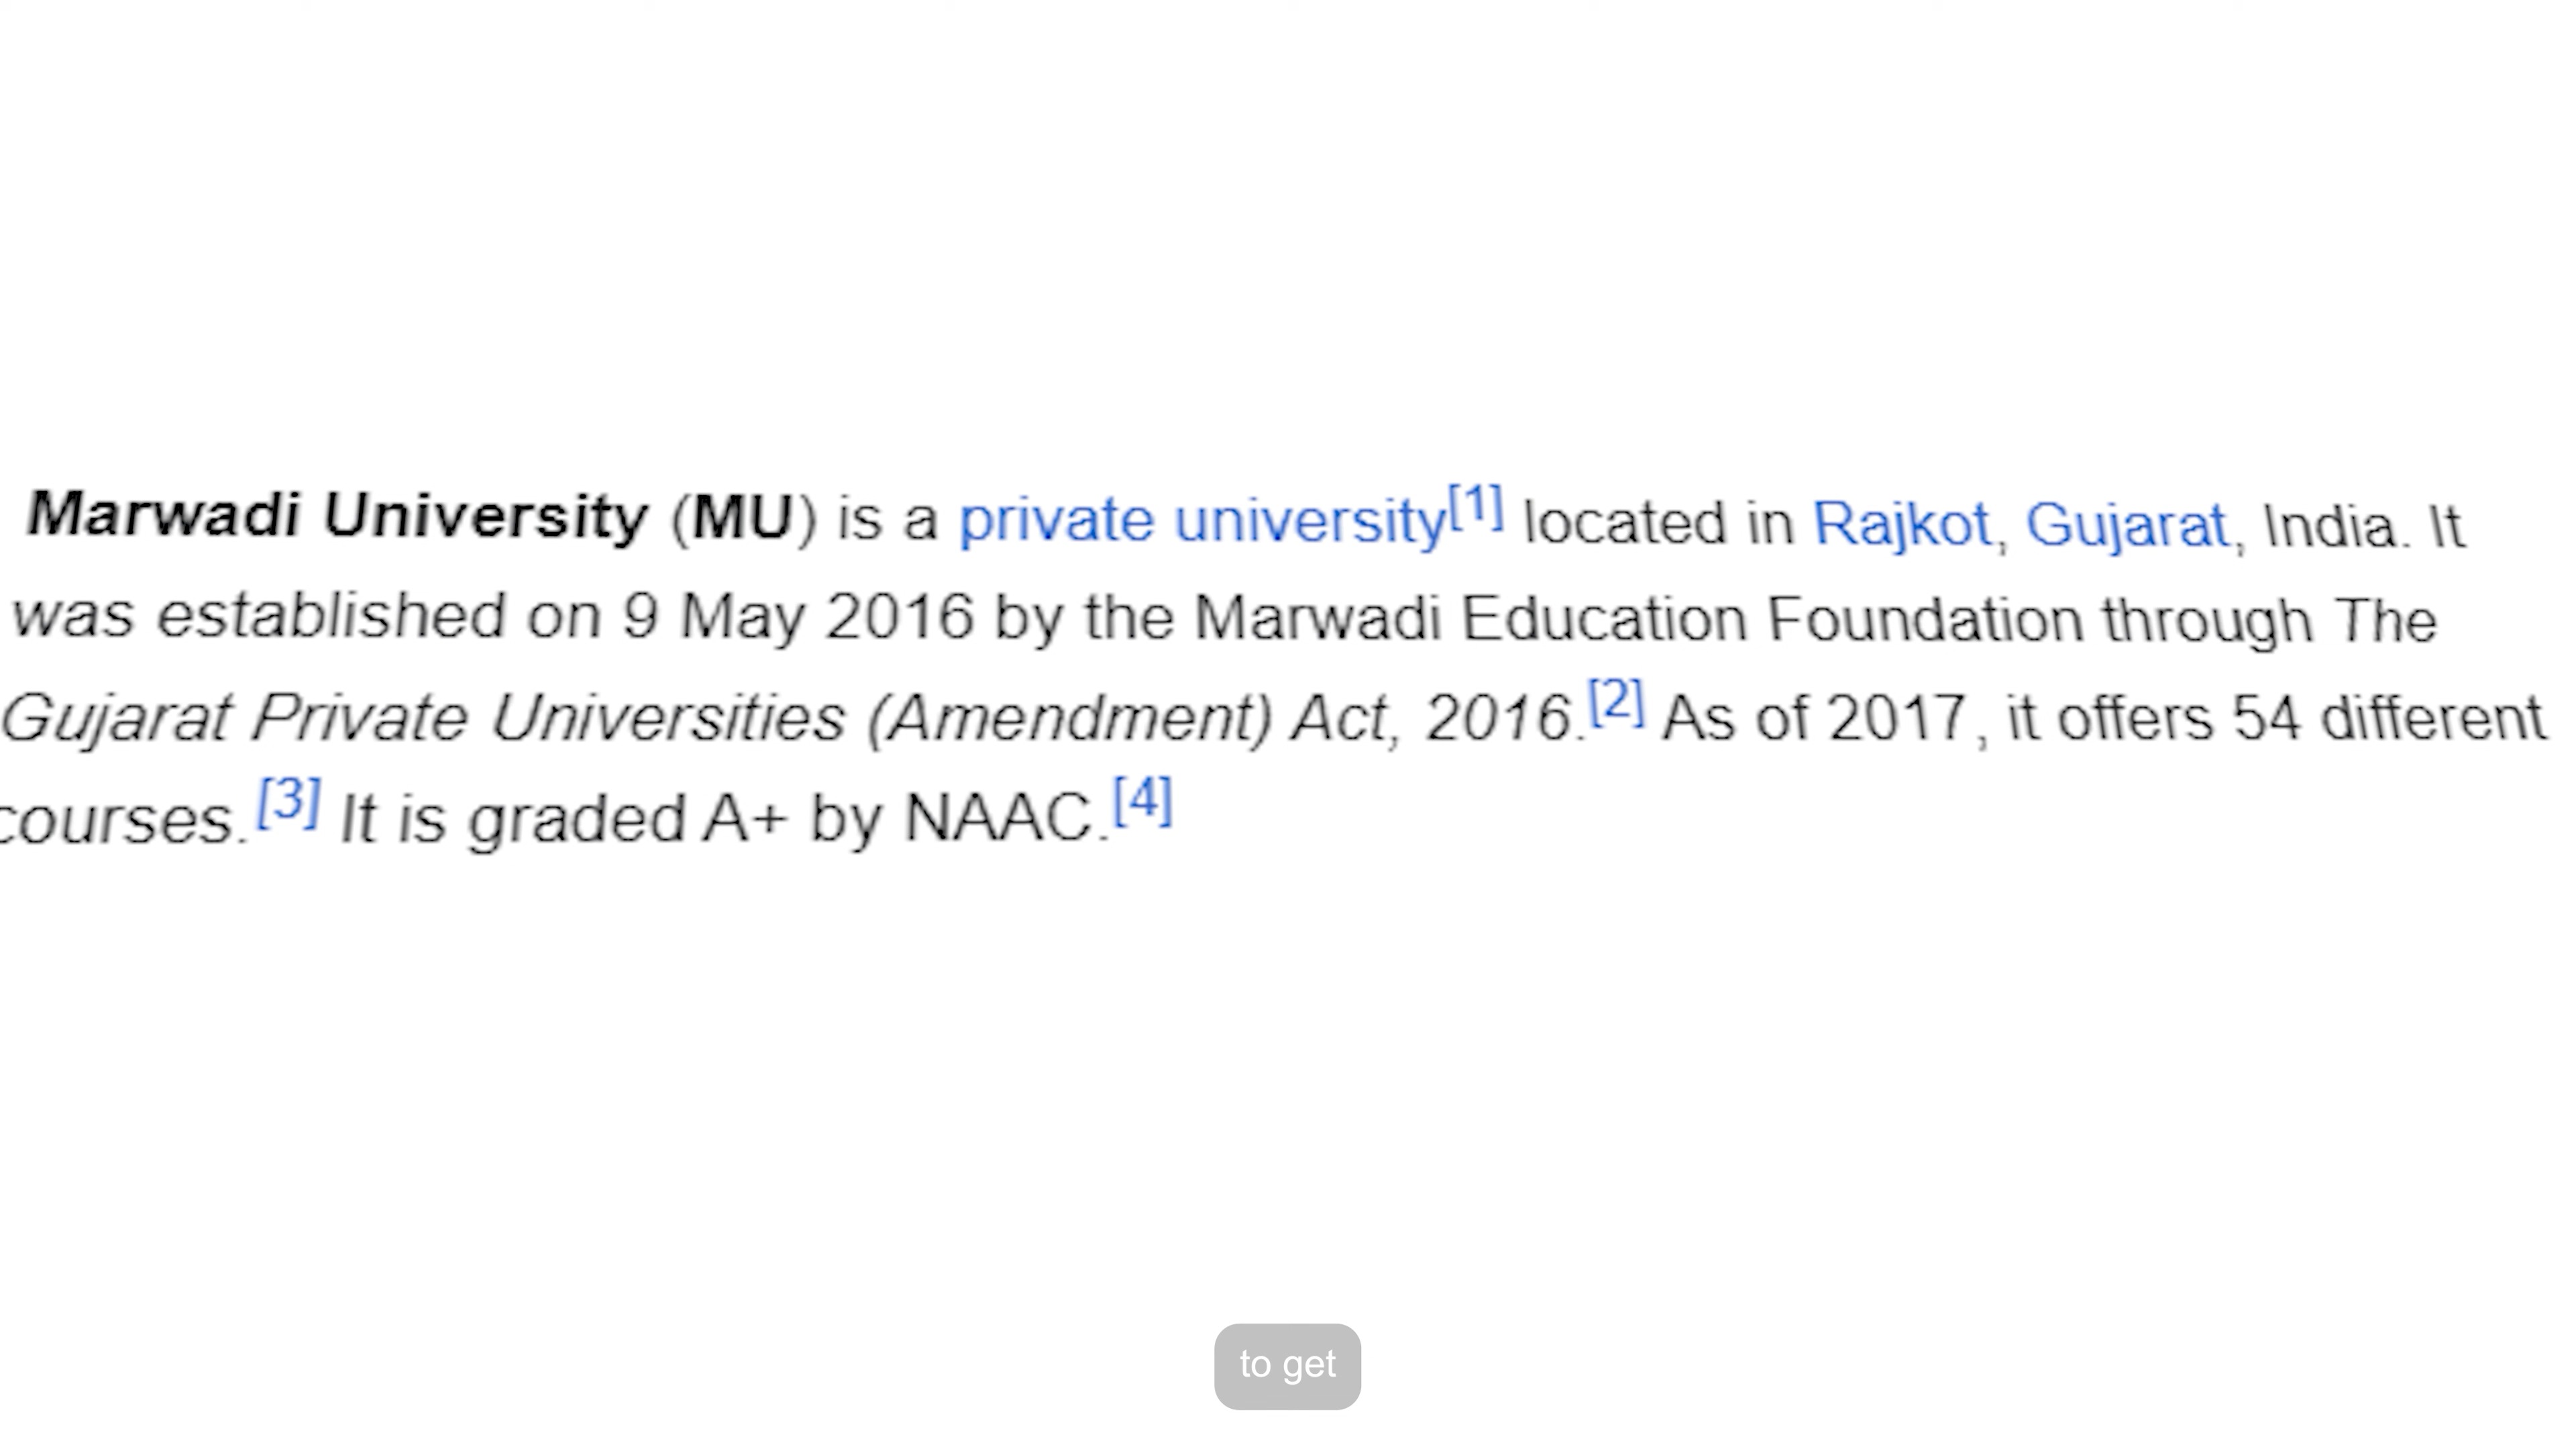 Marwadi University (MU) is a private university[1] located in Rajkot, Gujarat, India. It
was established on 9 May 2016 by the Marwadi Education Foundation through The
Gujarat Private Universities (Amendment) Act, 2016.[2] As of 2017, it offers 54 different
courses.[3] It is graded A+ by NAAC.[4]
to get